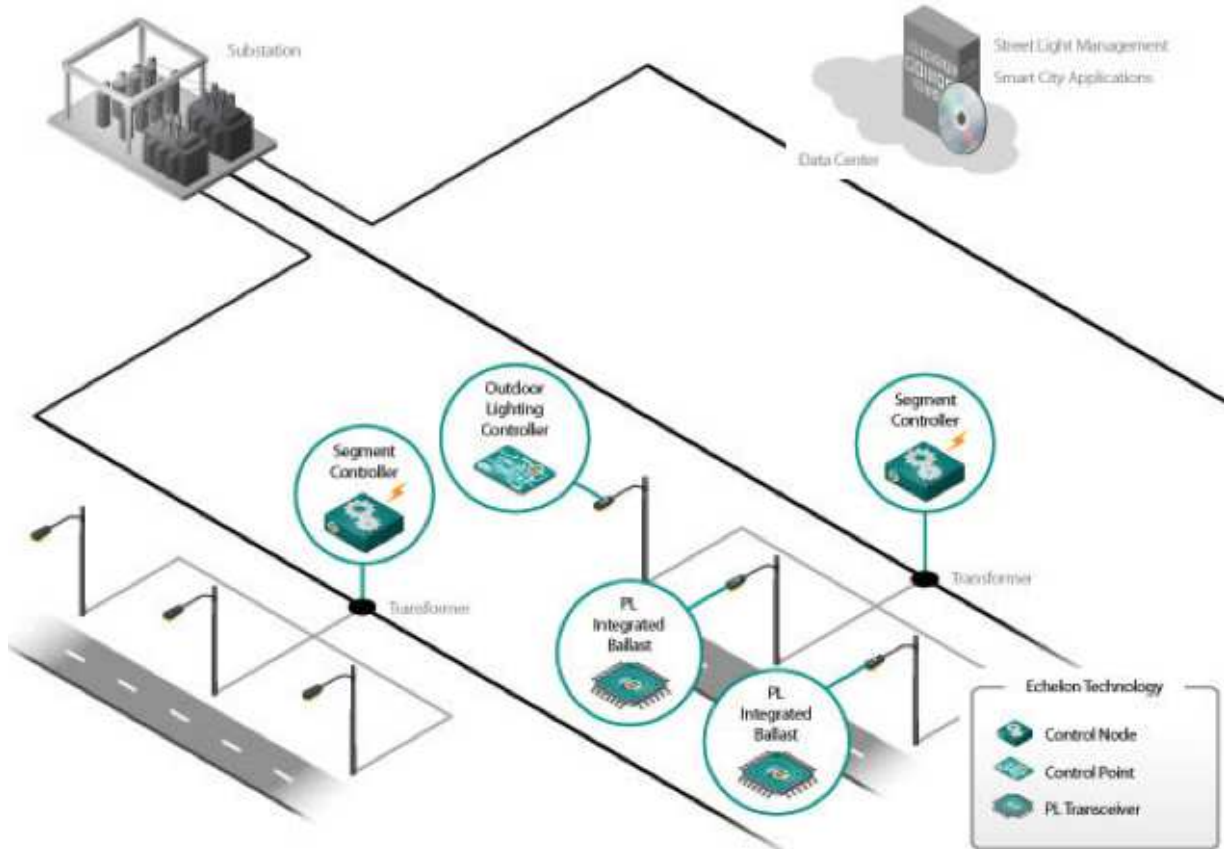 Substation
Street Light Management
Smart City Applications
Data Center
Outdoor
Lighting
Controller
Segment
Controller
Segment
Controller
Transformer
Transformer
PL
Integrated
Ballast
PL
Integrated
Ballast
Echelon Technology
Control Node
Control Point
PL Transceiver